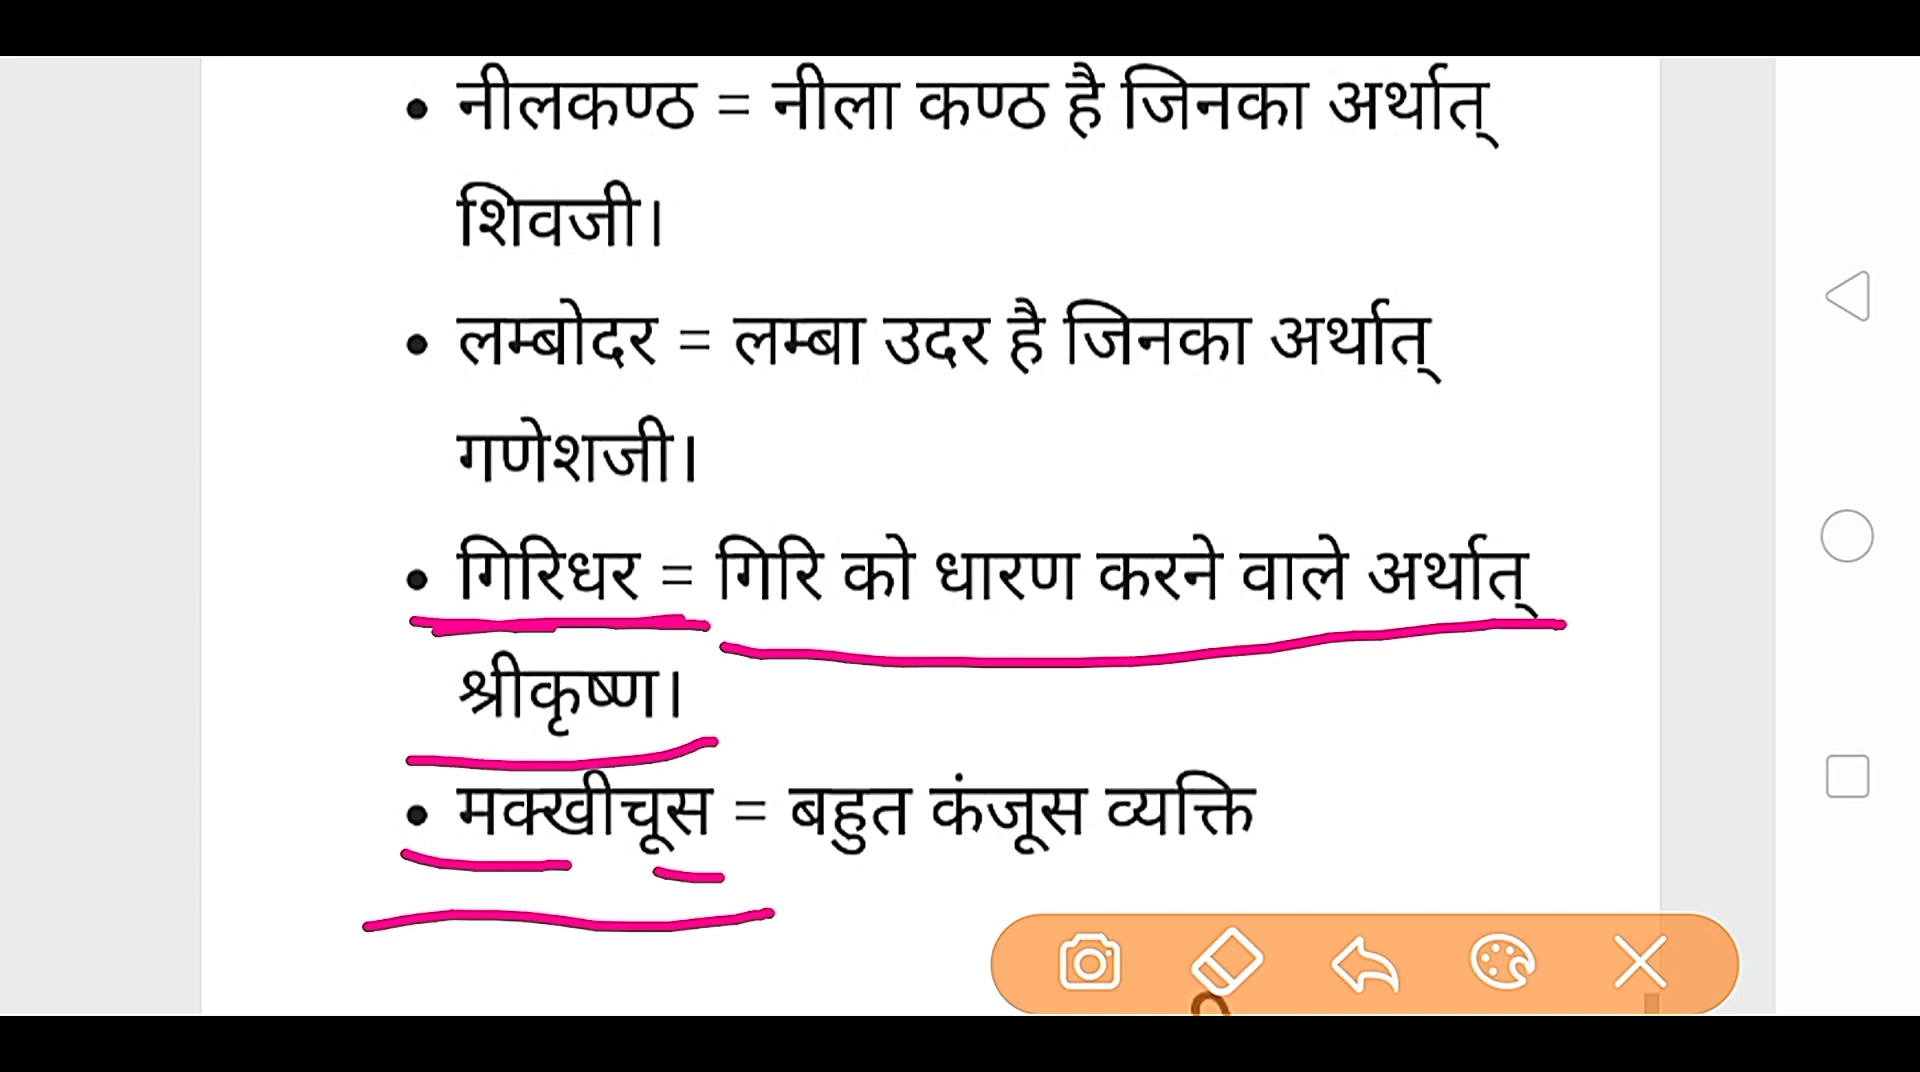 • नीलकण्ठ = नीला कण्ठ है जिनका अर्थात्
शिवजी।
• लम्बोदर = लम्बा उदर है जिनका अर्थात्
गणेशजी।
• गिरिधर = गिरि को धारण करने वाले अर्थात्
श्रीकृष्ण।
• मक्खीचूस = बहुत कंजूस व्यक्ति